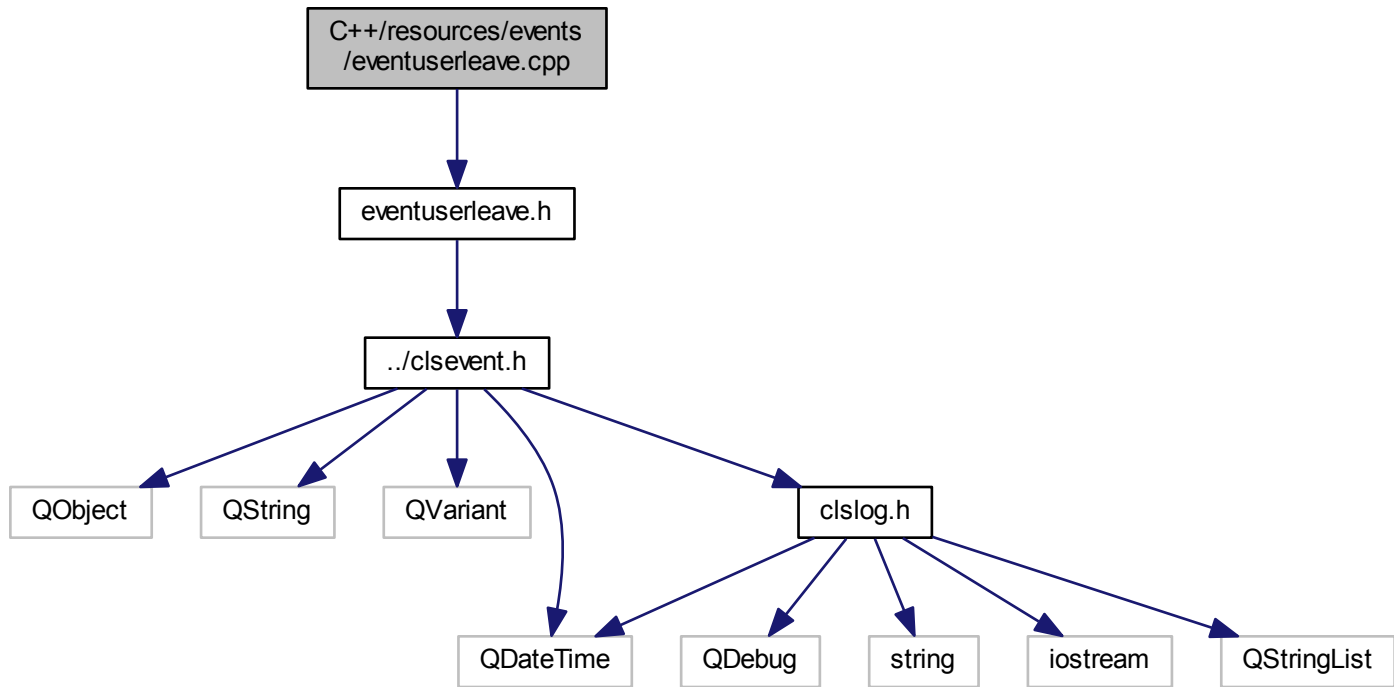 C++/resources/events
/eventuserleave.cpp
eventuserleave.h
../clsevent.h
QObject
QString
QVariant
clslog.h
QDateTime
QDebug
string
iostream
QStringList